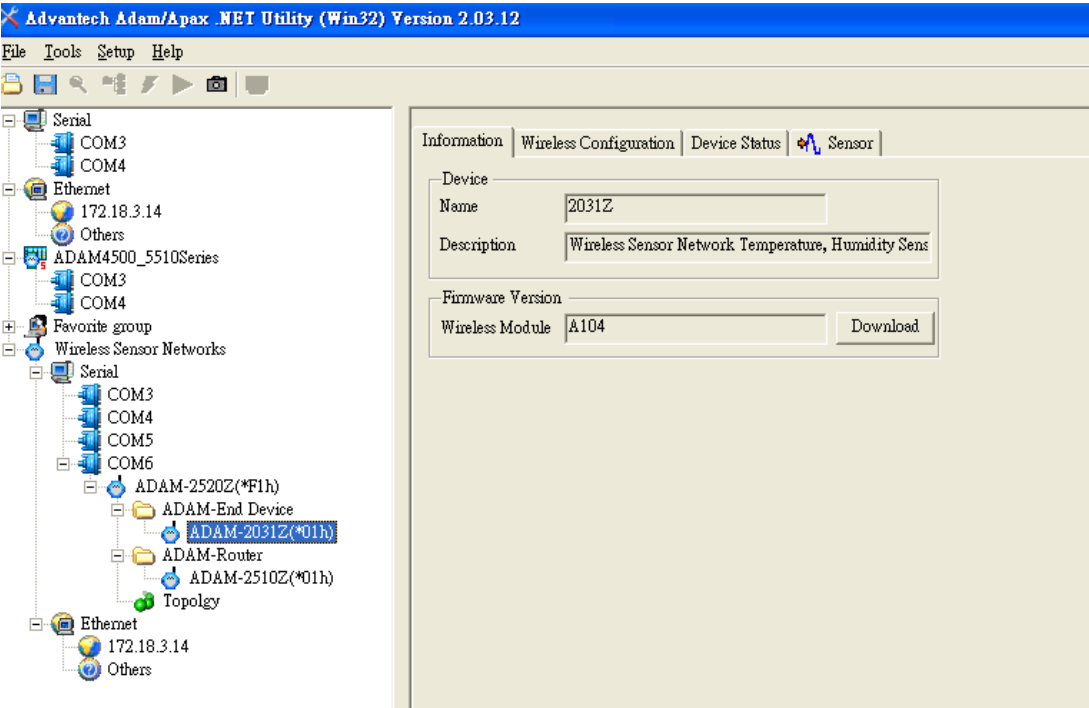 Advantech Adam/Apax .NET Utility (Win32) Version 2.03.12
File Tools Setup Help
Serial
COM3
COM4
Ethernet
172.18.3.14
Others
ADAM4500_5510Series
COM3
COM4
Favorite group
Wireless Sensor Networks
Serial
COM3
COM4
COM5
COM6
ADAM-2520Z(*F1h)
ADAM-End Device
ADAM-2031Z(*01h)
ADAM-Router
ADAM-2510Z(*01h)
Topolgy
Ethernet
172.18.3.14
Others
Information Wireless Configuration Device Status Sensor
Device
Name 2031Z
Description Wireless Sensor Network Temperature, Humidity Sens
Firmware Version
Wireless Module A104 Download